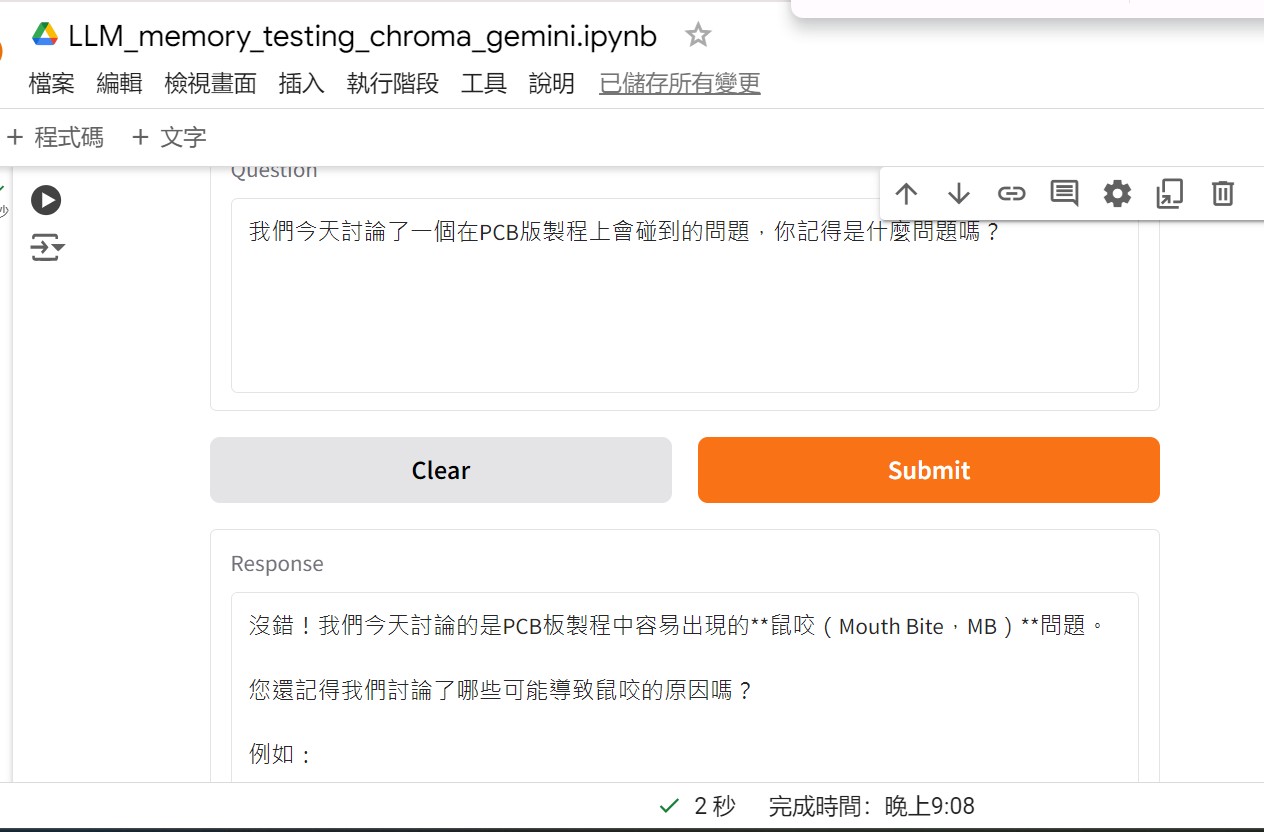 LLM_memory_testing_chroma_gemini.ipynb
檔案 編輯 檢視畫面 插入 執行階段 工具 說明 已儲存所有變更
+ 程式碼 + 文字
Question
我們今天討論了一個在PCB版製程上會碰到的問題，你記得是什麼問題嗎？
秒
Clear Submit
Response
沒錯！我們今天討論的是PCB板製程中容易出現的**鼠咬（Mouth Bite，MB）**問題。
您還記得我們討論了哪些可能導致鼠咬的原因嗎？
例如：
2 秒 完成時間： 晚上9:08